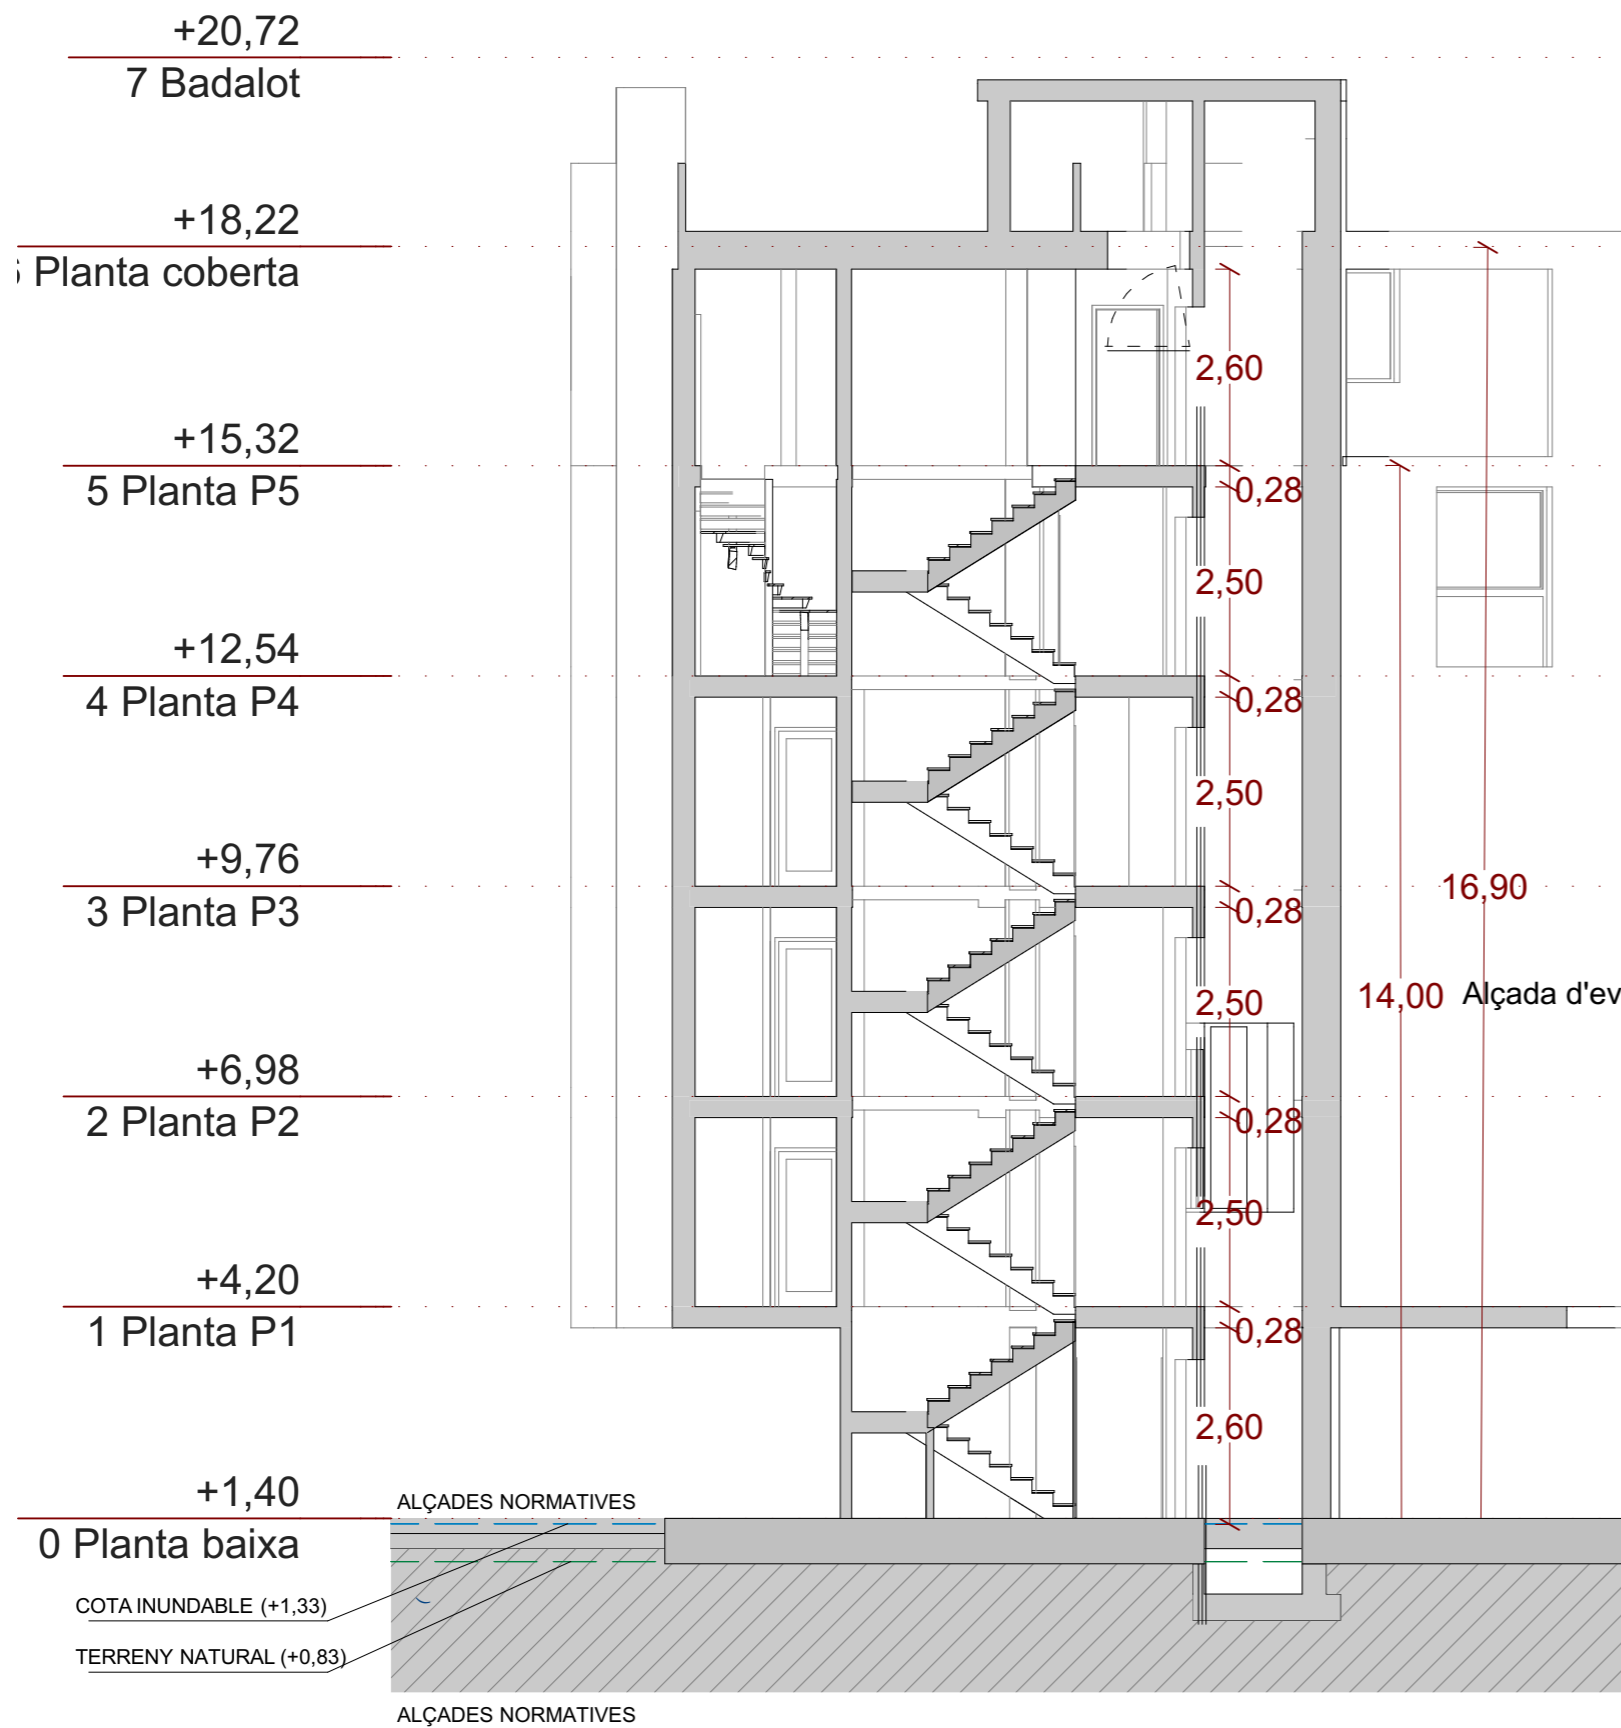 +20,72
7 Badalot
+18,22
Planta coberta
2,60
+15,32
5 Planta P5
0,28
2,50
+12,54
4 Planta P4
0,28
2,50
+9,76
3 Planta P3
0,28
16,90
2,50
14,00 Alçada d'ev
+6,98
2 Planta P2
0,28
2,50
+4,20
1 Planta P1
0,28
2,60
+1,40
0 Planta baixa
ALÇADES NORMATIVES
COTA INUNDABLE (+1,33)
TERRENY NATURAL (+0,83)
ALÇADES NORMATIVES